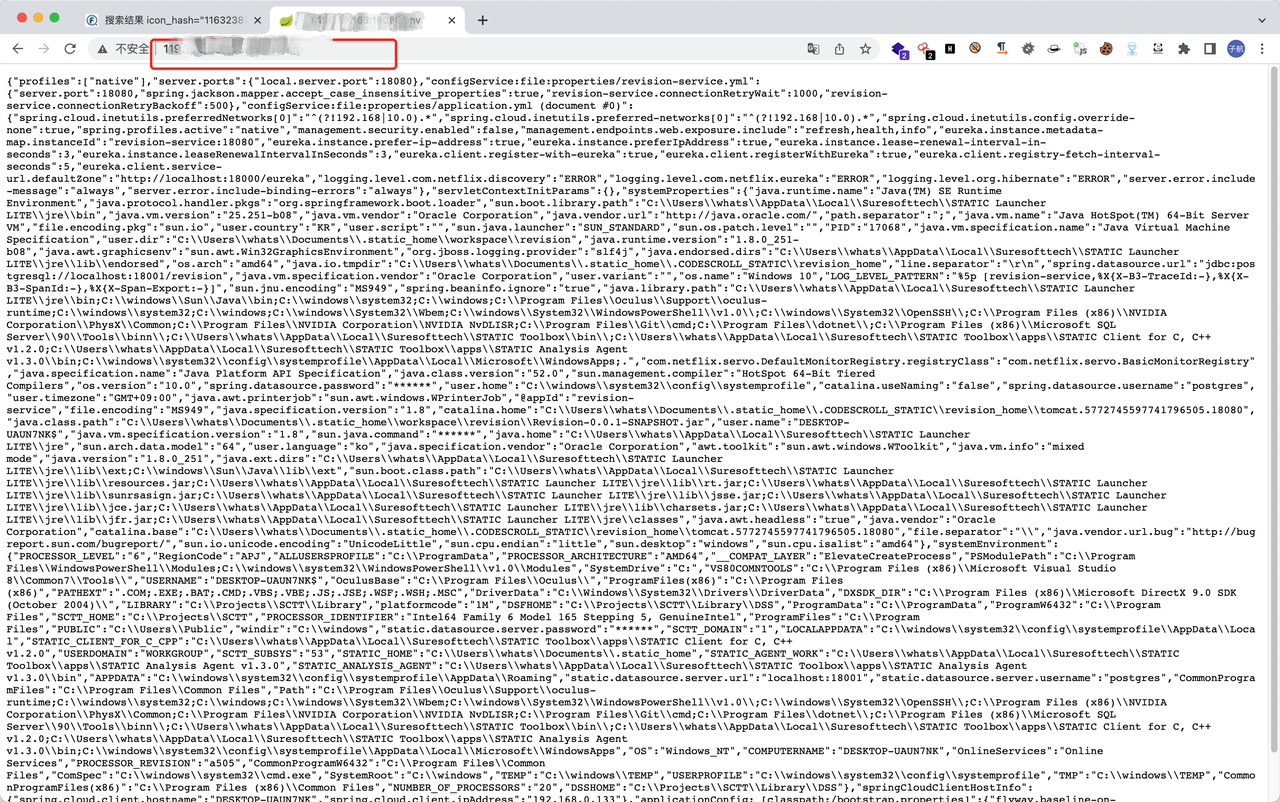 搜索结果 icon_hash="1163238
:18080
nv
不安全
119
2
2
子航
{"profiles":["native"],"server.ports":{"local.server.port":18080},"configService:file:properties/revision-service.yml":
{"server.port":18080,"spring.jackson.mapper.accept_case_insensitive_properties":true,"revision-service.connectionRetryWait":1000,"revision-
service.connectionRetryBackoff":500},"configService:file:properties/application.yml (document #0)":
{"spring.cloud.inetutils.preferredNetworks[0]":"^(?!192.168|10.0).*","spring.cloud.inetutils.preferred-networks[0]":"^(?!192.168|10.0).*","spring.cloud.config.override-
none":true,"spring.profiles.active":"native","management.security.enabled":false,"management.endpoints.web.exposure.include":"refresh,health,info","eureka.instance.metadata-
map.instanceId":"revision-service:18080","eureka.instance.prefer-ip-address":true,"eureka.instance.preferIpAddress":true,"eureka.instance.lease-renewal-interval-in-
seconds":3,"eureka.instance.leaseRenewalIntervalInSeconds":3,"eureka.client.register-with-eureka":true,"eureka.client.registerWithEureka":true,"eureka.client.registry-fetch-interval-
seconds":5,"eureka.client.service-
url.defaultZone":"http://localhost:18000/eureka","logging.level.com.netflix.discovery":"ERROR","logging.level.com.netflix.eureka":"ERROR","logging.level.org.hibernate":"ERROR","server.error.include
-message":"always","server.error.include-binding-errors":"always"},"servletContextInitParams":{},"systemProperties":{"java.runtime.name":"Java(TM) SE Runtime
Environment","java.protocol.handler.pkgs":"org.springframework.boot.loader","sun.boot.library.path":"C:\\Users\\whats\\AppData\\Local\\Suresofttech\\STATIC Launcher
LITE\\jre\\bin","java.vm.version":"25.251-b08","java.vm.vendor":"Oracle Corporation","java.vendor.url":"http://java.oracle.com/","path.separator":";","java.vm.name":"Java HotSpot(TM) 64-Bit Server
VM","file.encoding.pkg":"sun.io","user.country":"KR","user.script":"","sun.java.launcher":"SUN_STANDARD","sun.os.patch.level":"","PID":"17068","java.vm.specification.name":"Java Virtual Machine
Specification","user.dir":"C:\\Users\\whats\\Documents\\.static_home\\workspace\\revision","java.runtime.version":"1.8.0_251-
b08","java.awt.graphicsenv":"sun.awt.Win32GraphicsEnvironment","org.jboss.logging.provider":"slf4j","java.endorsed.dirs":"C:\\Users\\whats\\AppData\\Local\\Suresofttech\\STATIC Launcher
LITE\\jre\\lib\\endorsed","os.arch":"amd64","java.io.tmpdir":"C:\\Users\\whats\\Documents\\.static_home\\.CODESCROLL_STATIC\\revision_home","line.separator":"\r\n","spring.datasource.url":"jdbc:pos
tgresql://localhost:18001/revision","java.vm.specification.vendor":"Oracle Corporation","user.variant":"","os.name":"Windows 10","LOG_LEVEL_PATTERN":"%5p [revision-service,%X{X-B3-TraceId:-},%X{X-
B3-SpanId:-},%X{X-Span-Export:-}]","sun.jnu.encoding":"MS949","spring.beaninfo.ignore":"true","java.library.path":"C:\\Users\\whats\\AppData\\Local\\Suresofttech\\STATIC Launcher
LITE\\jre\\bin;C:\\windows\\Sun\\Java\\bin;C:\\windows\\system32;C:\\windows;C:\\Program Files\\Oculus\\Support\\oculus-
runtime;C:\\windows\\system32;C:\\windows;C:\\windows\\System32\\Wbem;C:\\windows\\System32\\WindowsPowerShell\\v1.0\\;C:\\windows\\System32\\OpenSSH\\;C:\\Program Files (x86)\\NVIDIA
Corporation\\PhysX\\Common;C:\\Program Files\\NVIDIA Corporation\\NVIDIA NvDLISR;C:\\Program Files\\Git\\cmd;C:\\Program Files\\dotnet\\;C:\\Program Files (x86)\\Microsoft SQL
Server\\90\\Tools\\binn\\;C:\\Users\\whats\\AppData\\Local\\Suresofttech\\STATIC Toolbox\\bin\\;C:\\Users\\whats\\AppData\\Local\\Suresofttech\\STATIC Toolbox\\apps\\STATIC Client for C, C++
v1.2.0;C:\\Users\\whats\\AppData\\Local\\Suresofttech\\STATIC Toolbox\\apps\\STATIC Analysis Agent
v1.3.0\\bin;C:\\windows\\system32\\config\\systemprofile\\AppData\\Local\\Microsoft\\WindowsApps;.","com.netflix.servo.DefaultMonitorRegistry.registryClass":"com.netflix.servo.BasicMonitorRegistry"
,"java.specification.name":"Java Platform API Specification","java.class.version":"52.0","sun.management.compiler":"HotSpot 64-Bit Tiered
Compilers","os.version":"10.0","spring.datasource.password":"******","user.home":"C:\\windows\\system32\\config\\systemprofile","catalina.useNaming":"false","spring.datasource.username":"postgres",
"user.timezone":"GMT+09:00","java.awt.printerjob":"sun.awt.windows.WPrinterJob","@appId":"revision-
service","file.encoding":"MS949","java.specification.version":"1.8","catalina.home":"C:\\Users\\whats\\Documents\\.static_home\\.CODESCROLL_STATIC\\revision_home\\tomcat.5772745597741796505.18080",
"java.class.path":"C:\\Users\\whats\\Documents\\.static_home\\workspace\\revision\\Revision-0.0.1-SNAPSHOT.jar","user.name":"DESKTOP-
UAUN7NK$","java.vm.specification.version":"1.8","sun.java.command":"******","java.home":"C:\\Users\\whats\\AppData\\Local\\Suresofttech\\STATIC Launcher
LITE\\jre","sun.arch.data.model":"64","user.language":"ko","java.specification.vendor":"Oracle Corporation","awt.toolkit":"sun.awt.windows.WToolkit","java.vm.info":"mixed
mode","java.version":"1.8.0_251","java.ext.dirs":"C:\\Users\\whats\\AppData\\Local\\Suresofttech\\STATIC Launcher
LITE\\jre\\lib\\ext;C:\\windows\\Sun\\Java\\lib\\ext","sun.boot.class.path":"C:\\Users\\whats\\AppData\\Local\\Suresofttech\\STATIC Launcher
LITE\\jre\\lib\\resources.jar;C:\\Users\\whats\\AppData\\Local\\Suresofttech\\STATIC Launcher LITE\\jre\\lib\\rt.jar;C:\\Users\\whats\\AppData\\Local\\Suresofttech\\STATIC Launcher
LITE\\jre\\lib\\sunrsasign.jar;C:\\Users\\whats\\AppData\\Local\\Suresofttech\\STATIC Launcher LITE\\jre\\lib\\jsse.jar;C:\\Users\\whats\\AppData\\Local\\Suresofttech\\STATIC Launcher
LITE\\jre\\lib\\jce.jar;C:\\Users\\whats\\AppData\\Local\\Suresofttech\\STATIC Launcher LITE\\jre\\lib\\charsets.jar;C:\\Users\\whats\\AppData\\Local\\Suresofttech\\STATIC Launcher
LITE\\jre\\lib\\jfr.jar;C:\\Users\\whats\\AppData\\Local\\Suresofttech\\STATIC Launcher LITE\\jre\\classes","java.awt.headless":"true","java.vendor":"Oracle
Corporation","catalina.base":"C:\\Users\\whats\\Documents\\.static_home\\.CODESCROLL_STATIC\\revision_home\\tomcat.5772745597741796505.18080","file.separator":"\\","java.vendor.url.bug":"http://bug
report.sun.com/bugreport/","sun.io.unicode.encoding":"UnicodeLittle","sun.cpu.endian":"little","sun.desktop":"windows","sun.cpu.isalist":"amd64"},"systemEnvironment":
{"PROCESSOR_LEVEL":"6","RegionCode":"APJ","ALLUSERSPROFILE":"C:\\ProgramData","PROCESSOR_ARCHITECTURE":"AMD64","__COMPAT_LAYER":"ElevateCreateProcess","PSModulePath":"C:\\Program
Files\\WindowsPowerShell\\Modules;C:\\windows\\system32\\WindowsPowerShell\\v1.0\\Modules","SystemDrive":"C:","VS80COMNTOOLS":"C:\\Program Files (x86)\\Microsoft Visual Studio
8\\Common7\\Tools\\","USERNAME":"DESKTOP-UAUN7NK$","OculusBase":"C:\\Program Files\\Oculus\\","ProgramFiles(x86)":"C:\\Program Files
(x86)","PATHEXT":".COM;.EXE;.BAT;.CMD;.VBS;.VBE;.JS;.JSE;.WSF;.WSH;.MSC","DriverData":"C:\\Windows\\System32\\Drivers\\DriverData","DXSDK_DIR":"C:\\Program Files (x86)\\Microsoft DirectX 9.0 SDK
(October 2004)\\","LIBRARY":"C:\\Projects\\SCTT\\Library","platformcode":"1M","DSFHOME":"C:\\Projects\\SCTT\\Library\\DSS","ProgramData":"C:\\ProgramData","ProgramW6432":"C:\\Program
Files","SCTT_HOME":"C:\\Projects\\SCTT","PROCESSOR_IDENTIFIER":"Intel64 Family 6 Model 165 Stepping 5, GenuineIntel","ProgramFiles":"C:\\Program
Files","PUBLIC":"C:\\Users\\Public","windir":"C:\\windows","static.datasource.server.password":"******","SCTT_DOMAIN":"1","LOCALAPPDATA":"C:\\windows\\system32\\config\\systemprofile\\AppData\\Loca
l","STATIC_CLIENT_FOR_C_CPP":"C:\\Users\\whats\\AppData\\Local\\Suresofttech\\STATIC Toolbox\\apps\\STATIC Client for C, C++
v1.2.0","USERDOMAIN":"WORKGROUP","SCTT_SUBSYS":"53","STATIC_HOME":"C:\\Users\\whats\\Documents\\.static_home","STATIC_AGENT_WORK":"C:\\Users\\whats\\AppData\\Local\\Suresofttech\\STATIC
Toolbox\\apps\\STATIC Analysis Agent v1.3.0","STATIC_ANALYSIS_AGENT":"C:\\Users\\whats\\AppData\\Local\\Suresofttech\\STATIC Toolbox\\apps\\STATIC Analysis Agent
v1.3.0\\bin","APPDATA":"C:\\windows\\system32\\config\\systemprofile\\AppData\\Roaming","static.datasource.server.url":"localhost:18001","static.datasource.server.username":"postgres","CommonProgra
mFiles":"C:\\Program Files\\Common Files","Path":"C:\\Program Files\\Oculus\\Support\\oculus-
runtime;C:\\windows\\system32;C:\\windows;C:\\windows\\System32\\Wbem;C:\\windows\\System32\\WindowsPowerShell\\v1.0\\;C:\\windows\\System32\\OpenSSH\\;C:\\Program Files (x86)\\NVIDIA
Corporation\\PhysX\\Common;C:\\Program Files\\NVIDIA Corporation\\NVIDIA NvDLISR;C:\\Program Files\\Git\\cmd;C:\\Program Files\\dotnet\\;C:\\Program Files (x86)\\Microsoft SQL
Server\\90\\Tools\\binn\\;C:\\Users\\whats\\AppData\\Local\\Suresofttech\\STATIC Toolbox\\bin\\;C:\\Users\\whats\\AppData\\Local\\Suresofttech\\STATIC Toolbox\\apps\\STATIC Client for C, C++
v1.2.0;C:\\Users\\whats\\AppData\\Local\\Suresofttech\\STATIC Toolbox\\apps\\STATIC Analysis Agent
v1.3.0\\bin;C:\\windows\\system32\\config\\systemprofile\\AppData\\Local\\Microsoft\\WindowsApps","OS":"Windows_NT","COMPUTERNAME":"DESKTOP-UAUN7NK","OnlineServices":"Online
Services","PROCESSOR_REVISION":"a505","CommonProgramW6432":"C:\\Program Files\\Common
Files","ComSpec":"C:\\windows\\system32\\cmd.exe","SystemRoot":"C:\\windows","TEMP":"C:\\windows\\TEMP","USERPROFILE":"C:\\windows\\system32\\config\\systemprofile","TMP":"C:\\windows\\TEMP","Commo
nProgramFiles(x86)":"C:\\Program Files (x86)\\Common Files","NUMBER_OF_PROCESSORS":"20","DSSHOME":"C:\\Projects\\SCTT\\Library\\DSS"},"springCloudClientHostInfo":
{"spring.cloud.client.hostname":"DESKTOP-UAUN7NK","spring.cloud.client.ipAddress":"192.168.0.133"},"applicationConfig: [classpath:/bootstrap.properties]":{"flyway.baseline-on-